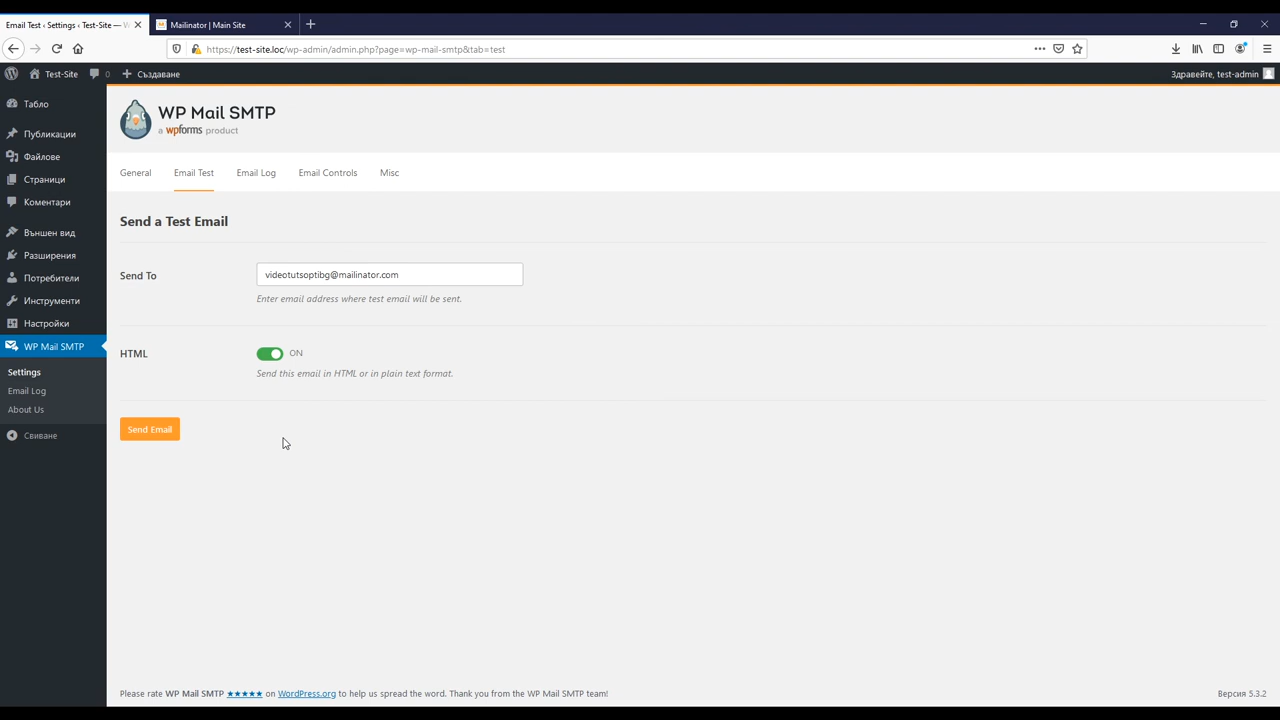 Email Test ‹ Settings ‹ Test-Site — W
Mailinator | Main Site
https://test-site.loc/wp-admin/admin.php?page=wp-mail-smtp&tab=test
Test-Site
0
Създаване
Здравейте, test-admin
Табло
Публикации
Файлове
Страници
Коментари
Външен вид
Разширения
Потребители
Инструменти
Настройки
WP Mail SMTP
Settings
Email Log
About Us
Свиване
WP Mail SMTP
a wpforms product
General
Email Test
Email Log
Email Controls
Misc
Send a Test Email
Send To
videotutsoptibg@mailinator.com
Enter email address where test email will be sent.
HTML
ON
Send this email in HTML or in plain text format.
Send Email
Please rate WP Mail SMTP ★★★★★ on WordPress.org to help us spread the word. Thank you from the WP Mail SMTP team!
Версия 5.3.2